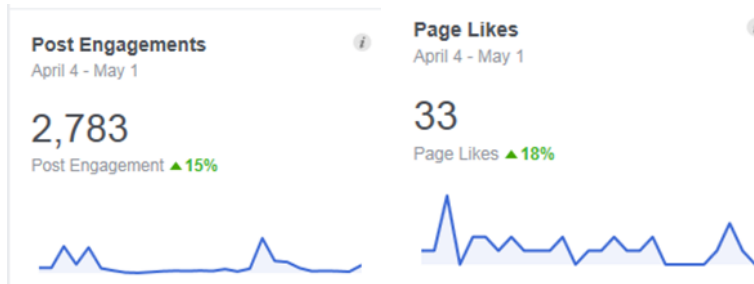 Post Engagements
April 4 - May 1
2,783
Post Engagement ▲ 15%
Page Likes
April 4 - May 1
33
Page Likes ▲ 18%